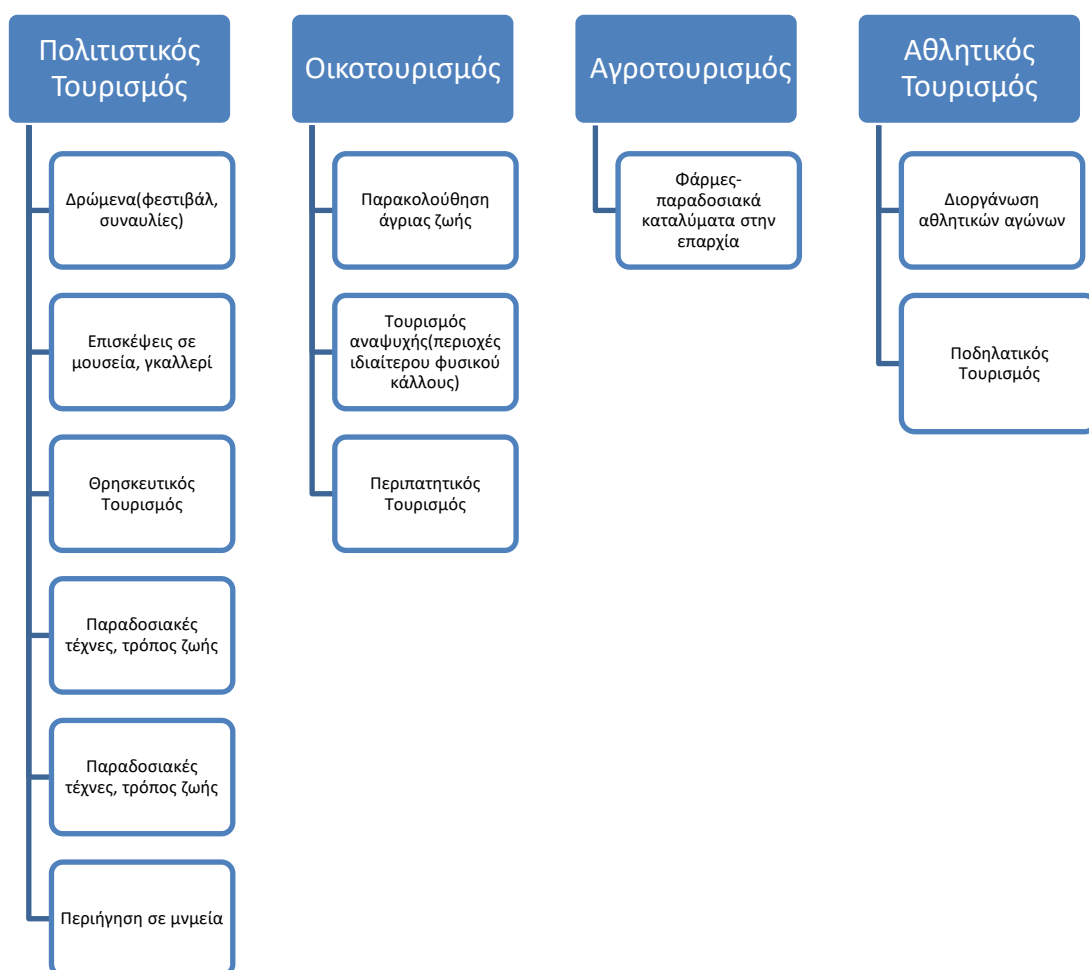 Πολιτιστικός
Τουρισμός
Δρώμενα(φεστιβάλ,
συναυλίες)
Επισκέψεις σε
μουσεία, γκαλλερί
Θρησκευτικός
Τουρισμός
Παραδοσιακές
τέχνες, τρόπος ζωής
Παραδοσιακές
τέχνες, τρόπος ζωής
Περιήγηση σε μνμεία
Οικοτουρισμός
Παρακολούθηση
άγριας ζωής
Τουρισμός
αναψυχής(περιοχές
ιδιαίτερου φυσικού
κάλλους)
Περιπατητικός
Τουρισμός
Αγροτουρισμός
Φάρμες-
παραδοσιακά
καταλύματα στην
επαρχία
Αθλητικός
Τουρισμός
Διοργάνωση
αθλητικών αγώνων
Ποδηλατικός
Τουρισμός